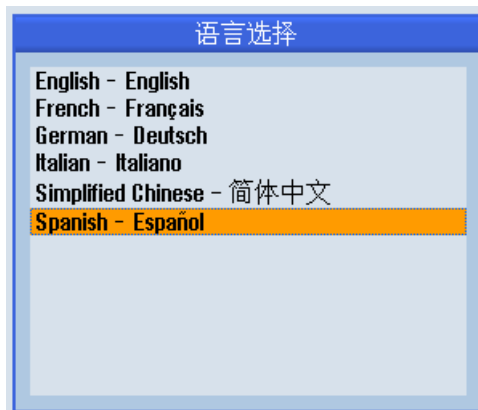 语言选择
English - English
French - Français
German - Deutsch
Italian - Italiano
Simplified Chinese - 简体中文
Spanish - Español